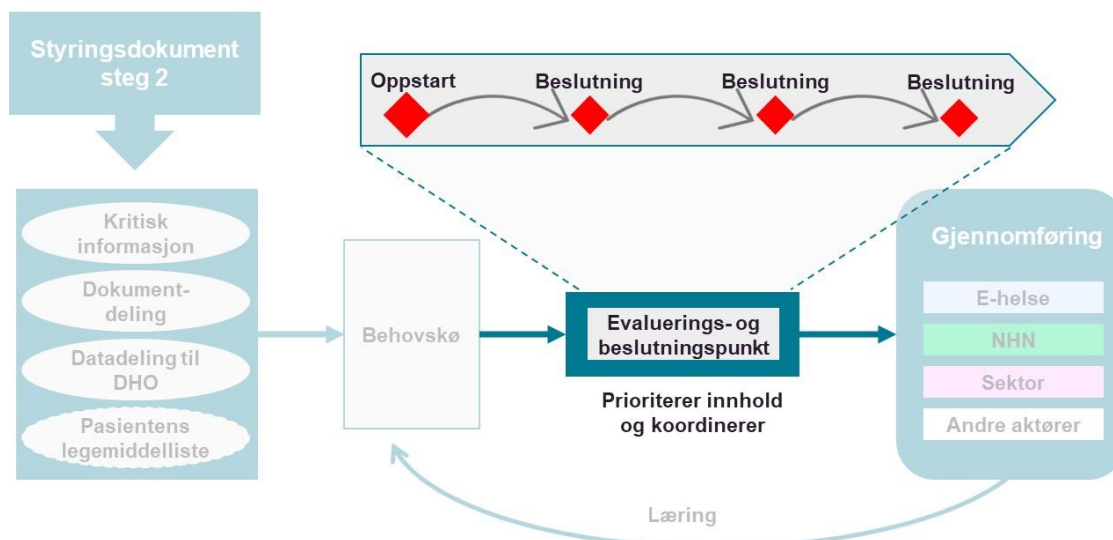 Styringsdokument
steg 2
Oppstart
Beslutning
Beslutning
Beslutning
Kritisk
informasjon
Dokument-
deling
Datadeling til
DHO
Pasientens
legemiddelliste
Behovskø
Evaluerings- og
beslutningspunkt
Prioriterer innhold
og koordinerer
Gjennomføring
E-helse
NHN
Sektor
Andre aktører
Læring